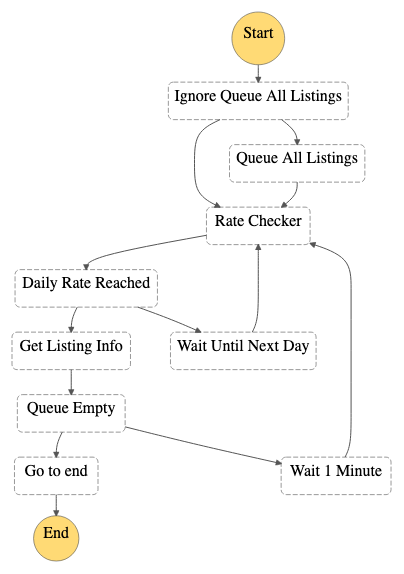 Start
Ignore Queue All Listings
Queue All Listings
Rate Checker
Daily Rate Reached
Get Listing Info
Wait Until Next Day
Queue Empty
Go to end
Wait 1 Minute
End